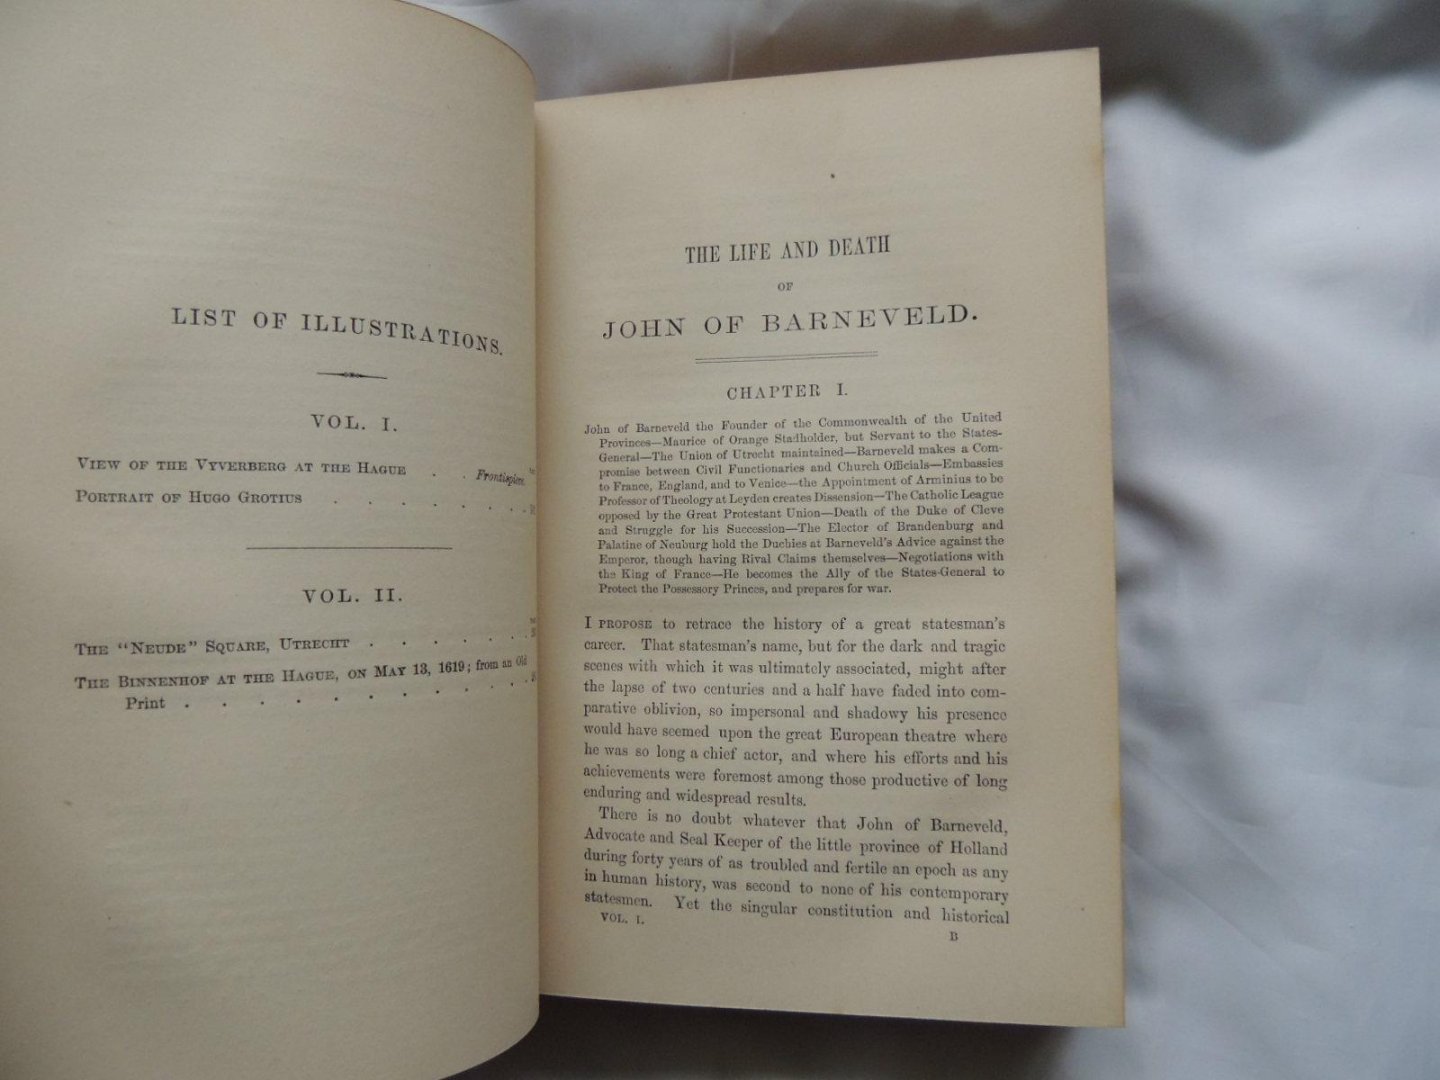 LIST OF ILLUSTRATIONS.
VOL. I.
VIEW OF THE VYVERBERG AT THE HAGUE . . Frontispiece.
PORTRAIT OF HUGO GROTIUS . . . . . . . .
VOL. II.
THE "NEUDE" SQUARE, UTRECHT . . . . . .
THE BINNENHOF AT THE HAGUE, ON MAY 13, 1619; from an Old
Print . . . . . . . . . .
THE LIFE AND DEATH
OF
JOHN OF BARNEVELD.
CHAPTER I.
John of Barneveld the Founder of the Commonwealth of the United
Provinces—Maurice of Orange Stadholder, but Servant to the States-
General—The Union of Utrecht maintained—Barneveld makes a Com-
promise between Civil Functionaries and Church Officials—Embassies
to France, England, and to Venice—the Appointment of Arminius to be
Professor of Theology at Leyden creates Dissension—The Catholic League
opposed by the Great Protestant Union—Death of the Duke of Cleve
and Struggle for his Succession—The Elector of Brandenburg and
Palatine of Neuburg hold the Duchies at Barneveld's Advice against the
Emperor, though having Rival Claims themselves—Negotiations with
the King of France—He becomes the Ally of the States-General to
Protect the Possessory Princes, and prepares for war.
I PROPOSE to retrace the history of a great statesman's
career. That statesman's name, but for the dark and tragic
scenes with which it was ultimately associated, might after
the lapse of two centuries and a half have faded into com-
parative oblivion, so impersonal and shadowy his presence
would have seemed upon the great European theatre where
he was so long a chief actor, and where his efforts and his
achievements were foremost among those productive of long
enduring and widespread results.
There is no doubt whatever that John of Barneveld,
Advocate and Seal Keeper of the little province of Holland
during forty years of as troubled and fertile an epoch as any
in human history, was second to none of his contemporary
statesmen. Yet the singular constitution and historical
VOL. I.
B